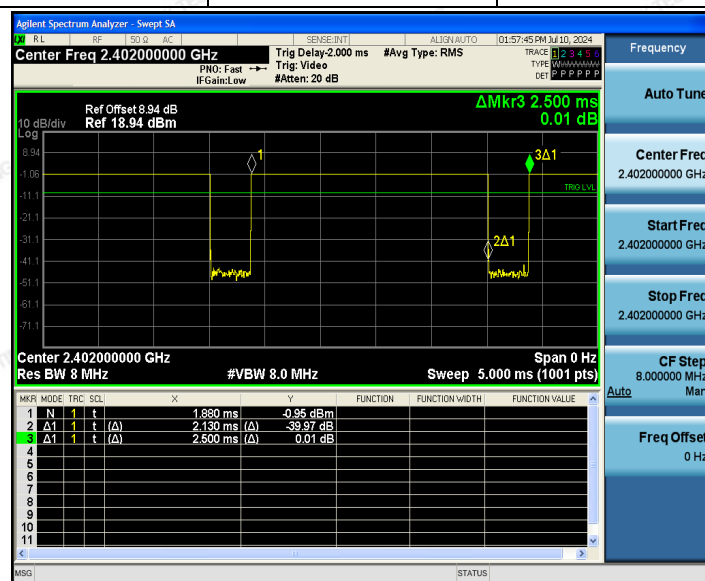 Agilent Spectrum Analyzer - Swept SA
LXI RL RF 50 Ω AC SENSE:INT ALIGN AUTO 01:57:45 PM Jul 10, 2024
Center Freq 2.402000000 GHz
PNO: Fast
IFGain:Low
Trig Delay-2.000 ms
Trig: Video
#Atten: 20 dB
#Avg Type: RMS
TRACE 1 2 3 4 5 6
TYPE W
DET P P P P P P
ΔMkr3 2.500 ms
0.01 dB
Ref Offset 8.94 dB
10 dB/div Ref 18.94 dBm
Log
8.94
-1.06
-11.1
-21.1
-31.1
-41.1
-51.1
-61.1
-71.1
1
3Δ1
TRIG LVL
2Δ1
Center 2.402000000 GHz Span 0 Hz
Res BW 8 MHz #VBW 8.0 MHz Sweep 5.000 ms (1001 pts)
MKR MODE TRC SCL X Y FUNCTION FUNCTION WIDTH FUNCTION VALUE
1 N 1 t 1.880 ms -0.95 dBm
2 Δ1 1 t (Δ) 2.130 ms (Δ) -39.97 dB
3 Δ1 1 t (Δ) 2.500 ms (Δ) 0.01 dB
4
5
6
7
8
9
10
11
MSG STATUS
Frequency
Auto Tune
Center Freq
2.402000000 GHz
Start Freq
2.402000000 GHz
Stop Freq
2.402000000 GHz
CF Step
8.000000 MHz
Auto Man
Freq Offset
0 Hz